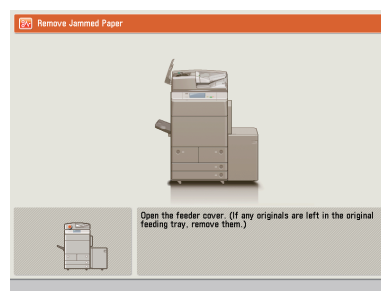 Remove Jammed Paper
Open the feeder cover. (If any originals are left in the original
feeding tray, remove them.)